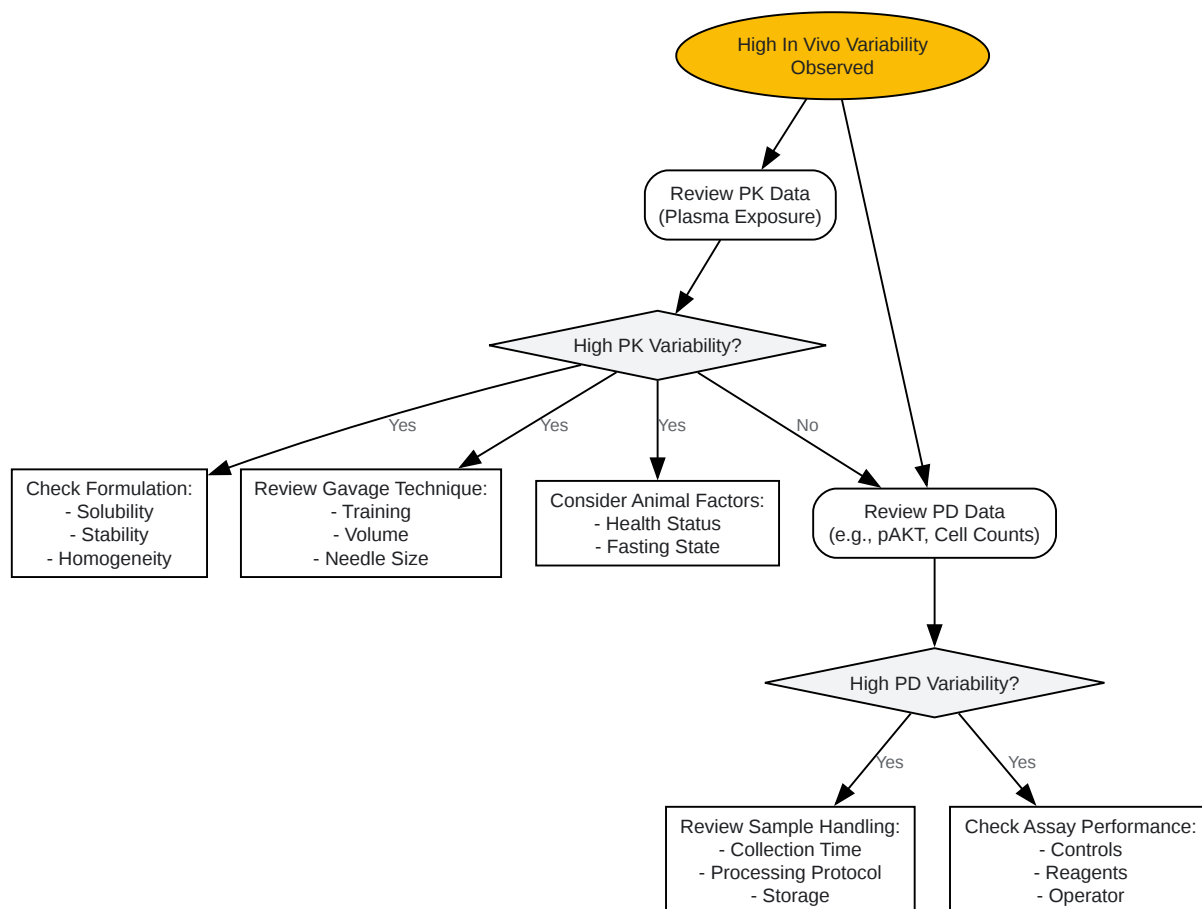 High In Vivo Variability
Observed
Review PK Data
(Plasma Exposure)
High PK Variability?
Yes
Yes
Yes
No
Check Formulation:
- Solubility
- Stability
- Homogeneity
Review Gavage Technique:
- Training
- Volume
- Needle Size
Consider Animal Factors:
- Health Status
- Fasting State
Review PD Data
(e.g., pAKT, Cell Counts)
High PD Variability?
Yes
Yes
Review Sample Handling:
- Collection Time
- Processing Protocol
- Storage
Check Assay Performance:
- Controls
- Reagents
- Operator